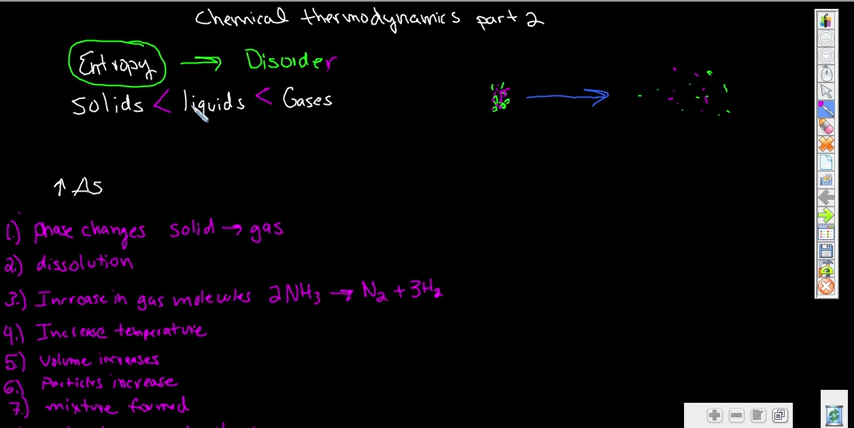 Chemical thermodynamics part 2
Entropy → Disorder
Solids < liquids < Gases
↑ ΔS
1.) phase changes solid → gas
2.) dissolution
3.) Increase in gas molecules 2NH₃ → N₂ + 3H₂
4.) Increase temperature
5) Volume increases
6.) Particles increase
7.) mixture formed